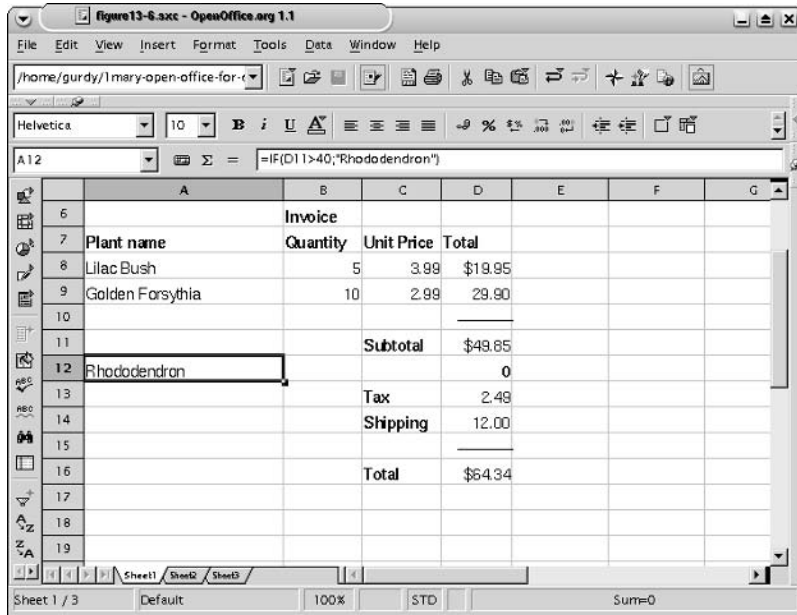 figure13-6.sxc - OpenOffice.org 1.1
File Edit View Insert Format Tools Data Window Help
/home/gurdy/1mary-open-office-for-
Helvetica 10 B i U A
A12 Σ = =IF(D11>40;"Rhododendron")
A B C D E F G
6 Invoice
7 Plant name Quantity Unit Price Total
8 Lilac Bush 5 3.99 $19.95
9 Golden Forsythia 10 2.99 29.90
10
11 Subtotal $49.85
12 Rhododendron 0
13 Tax 2.49
14 Shipping 12.00
15
16 Total $64.34
17
18
19
Sheet1 Sheet2 Sheet3
Sheet 1 / 3 Default 100% STD Sum=0